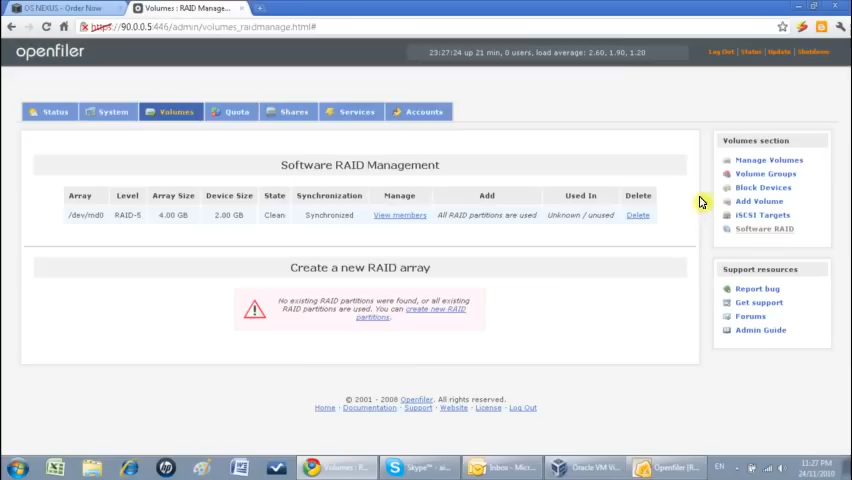 OS NEXUS - Order Now
Volumes : RAID Manage...
https://90.0.0.5:446/admin/volumes_raidmanage.html#
openfiler
23:27:24 up 21 min, 0 users, load average: 2.60, 1.90, 1.20
Log Out | Status | Update | Shutdown
Status
System
Volumes
Quota
Shares
Services
Accounts
Software RAID Management
Array Level Array Size Device Size State Synchronization Manage Add Used In Delete
/dev/md0 RAID-5 4.00 GB 2.00 GB Clean Synchronized View members All RAID partitions are used Unknown / unused Delete
Create a new RAID array
No existing RAID partitions were found, or all existing
RAID partitions are used. You can create new RAID
partitions.
Volumes section
Manage Volumes
Volume Groups
Block Devices
Add Volume
iSCSI Targets
Software RAID
Support resources
Report bug
Get support
Forums
Admin Guide
© 2001 - 2008 Openfiler. All rights reserved.
Home · Documentation · Support · Website · License · Log Out
Volumes : R...
Skype™ - ai...
Inbox - Micr...
Oracle VM Vi...
Openfiler [R...
EN
11:27 PM
24/11/2010